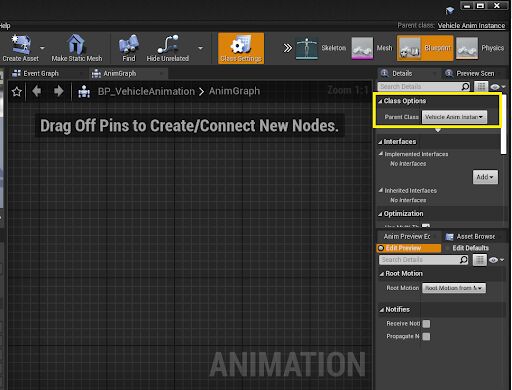 Help
Parent class: Vehicle Anim Instance
Create Asset
Make Static Mesh
Find
Hide Unrelated
Class Settings
Skeleton
Mesh
Blueprint
Physics
Event Graph
AnimGraph
Details
Preview Scen
BP_VehicleAnimation > AnimGraph
Zoom 1:1
Search Details
Drag Off Pins to Create/Connect New Nodes.
Class Options
Parent Class
Vehicle Anim Instan
Interfaces
Implemented Interfaces
No Interfaces
Add
Inherited Interfaces
No Interfaces
Optimization
Anim Preview Ed
Asset Browse
Edit Preview
Edit Defaults
Search Details
Root Motion
Root Motion
Root Motion from M
Notifies
Receive Noti
Propagate N
ANIMATION